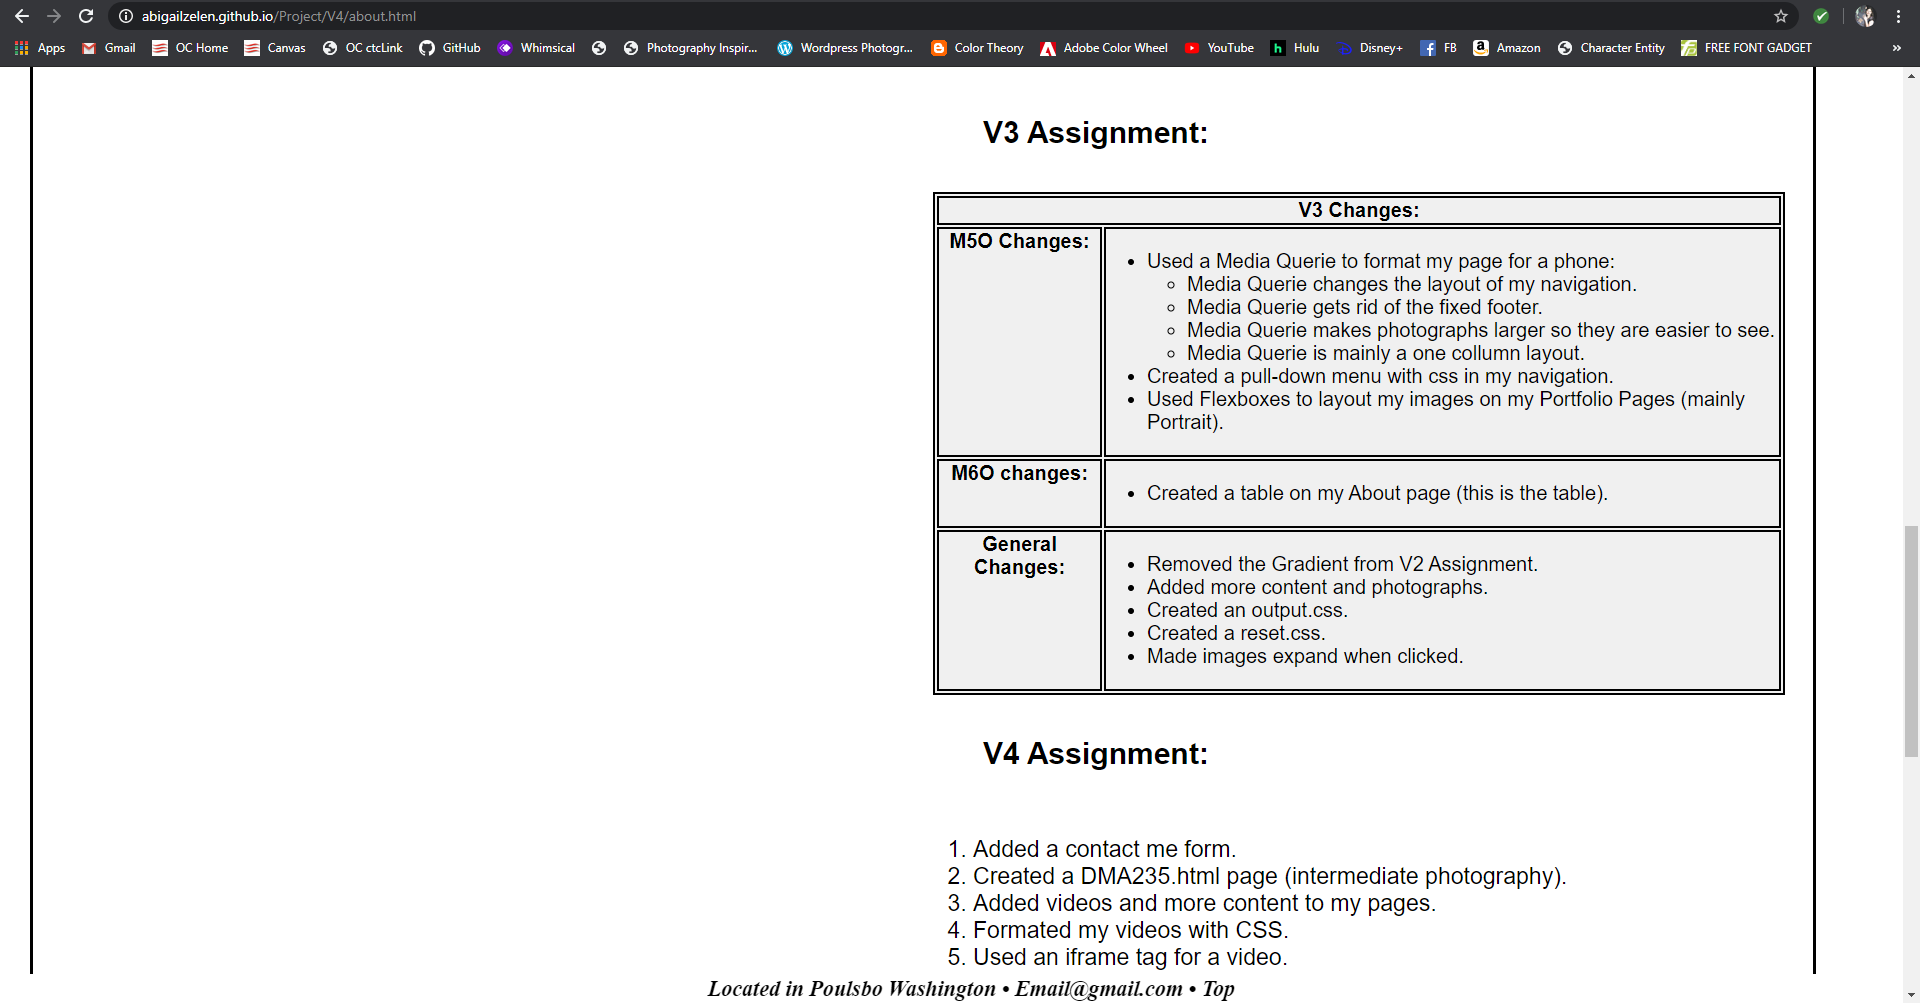 abigailzelen.github.io/Project/V4/about.html
Apps Gmail OC Home Canvas OC ctcLink GitHub Whimsical Photography Inspir... Wordpress Photogr... Color Theory Adobe Color Wheel YouTube Hulu Disney+ FB Amazon Character Entity FREE FONT GADGET »
V3 Assignment:
V3 Changes:
M5O Changes:
• Used a Media Querie to format my page for a phone:
◦ Media Querie changes the layout of my navigation.
◦ Media Querie gets rid of the fixed footer.
◦ Media Querie makes photographs larger so they are easier to see.
◦ Media Querie is mainly a one collumn layout.
• Created a pull-down menu with css in my navigation.
• Used Flexboxes to layout my images on my Portfolio Pages (mainly
Portrait).
M6O changes:
• Created a table on my About page (this is the table).
General
Changes:
• Removed the Gradient from V2 Assignment.
• Added more content and photographs.
• Created an output.css.
• Created a reset.css.
• Made images expand when clicked.
V4 Assignment:
1. Added a contact me form.
2. Created a DMA235.html page (intermediate photography).
3. Added videos and more content to my pages.
4. Formated my videos with CSS.
5. Used an iframe tag for a video.
Located in Poulsbo Washington • Email@gmail.com • Top